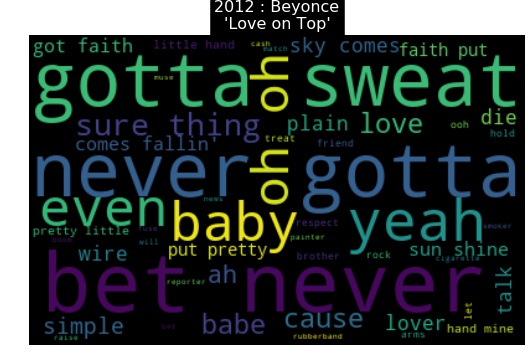 2012 : Beyonce
'Love on Top'
got faith little hand cash sky comes faith put
match
gotta oh sweat
muse
sure thing plain love ooh die
hold
comes fallin' treat friend
never oh gotta
news
even baby yeah
pretty little respect smoker
will painter
wire put pretty brother rock sun shine
cigarette
bet never
reporter ah talk
simple babe cause lover let hand mine
raise bet rubberband arms